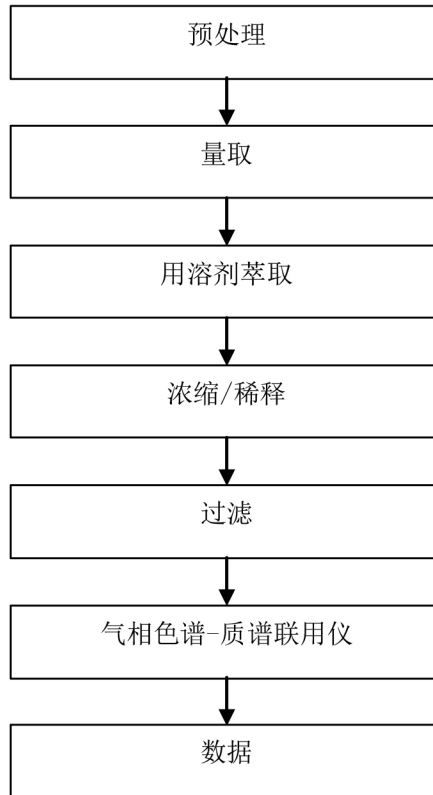 预处理
量取
用溶剂萃取
浓缩/稀释
过滤
气相色谱-质谱联用仪
数据